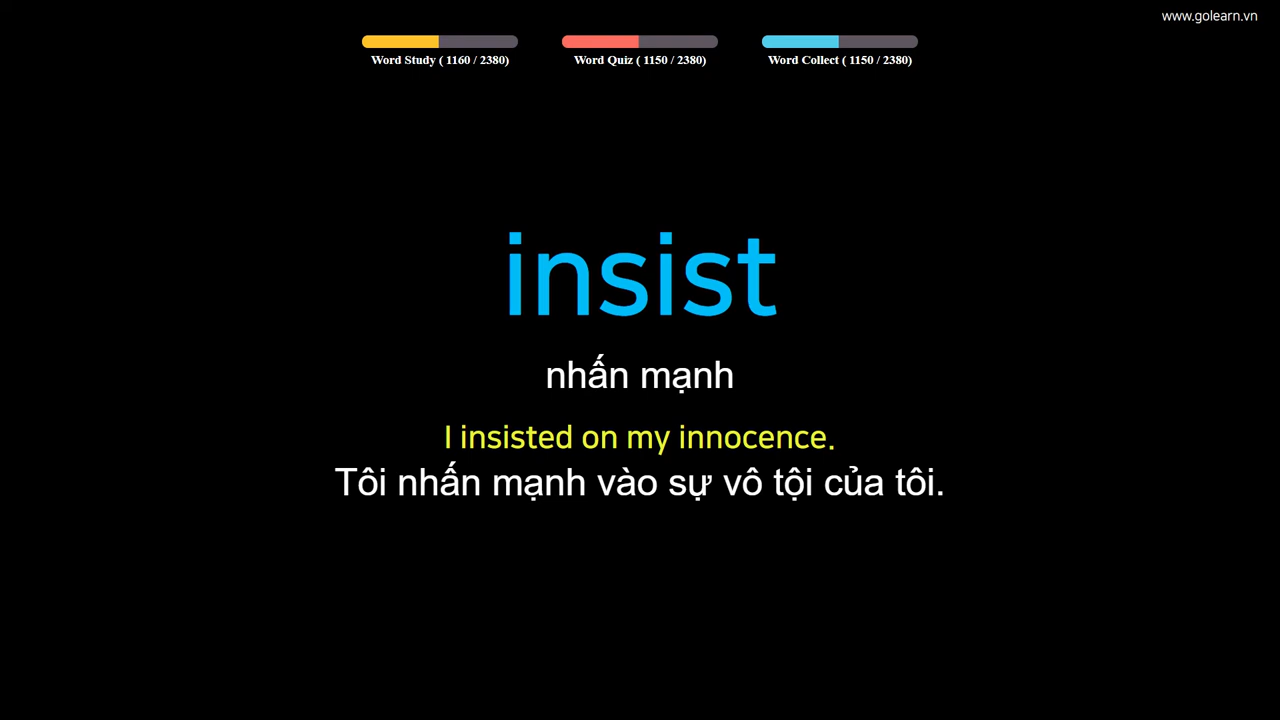 www.golearn.vn
Word Study ( 1160 / 2380)
Word Quiz ( 1150 / 2380)
Word Collect ( 1150 / 2380)
insist
nhấn mạnh
I insisted on my innocence.
Tôi nhấn mạnh vào sự vô tội của tôi.